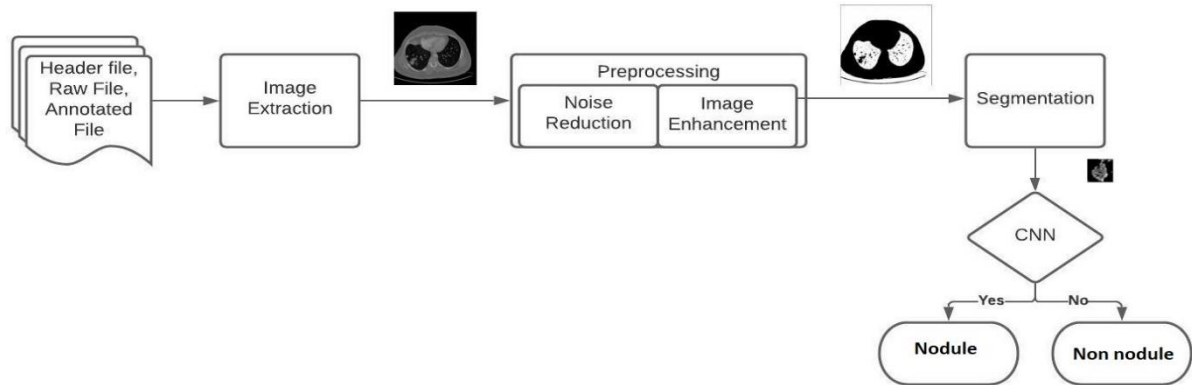 Header file,
Raw File,
Annotated
File
Image
Extraction
Preprocessing
Noise
Reduction
Image
Enhancement
Segmentation
CNN
Yes
No
Nodule
Non nodule